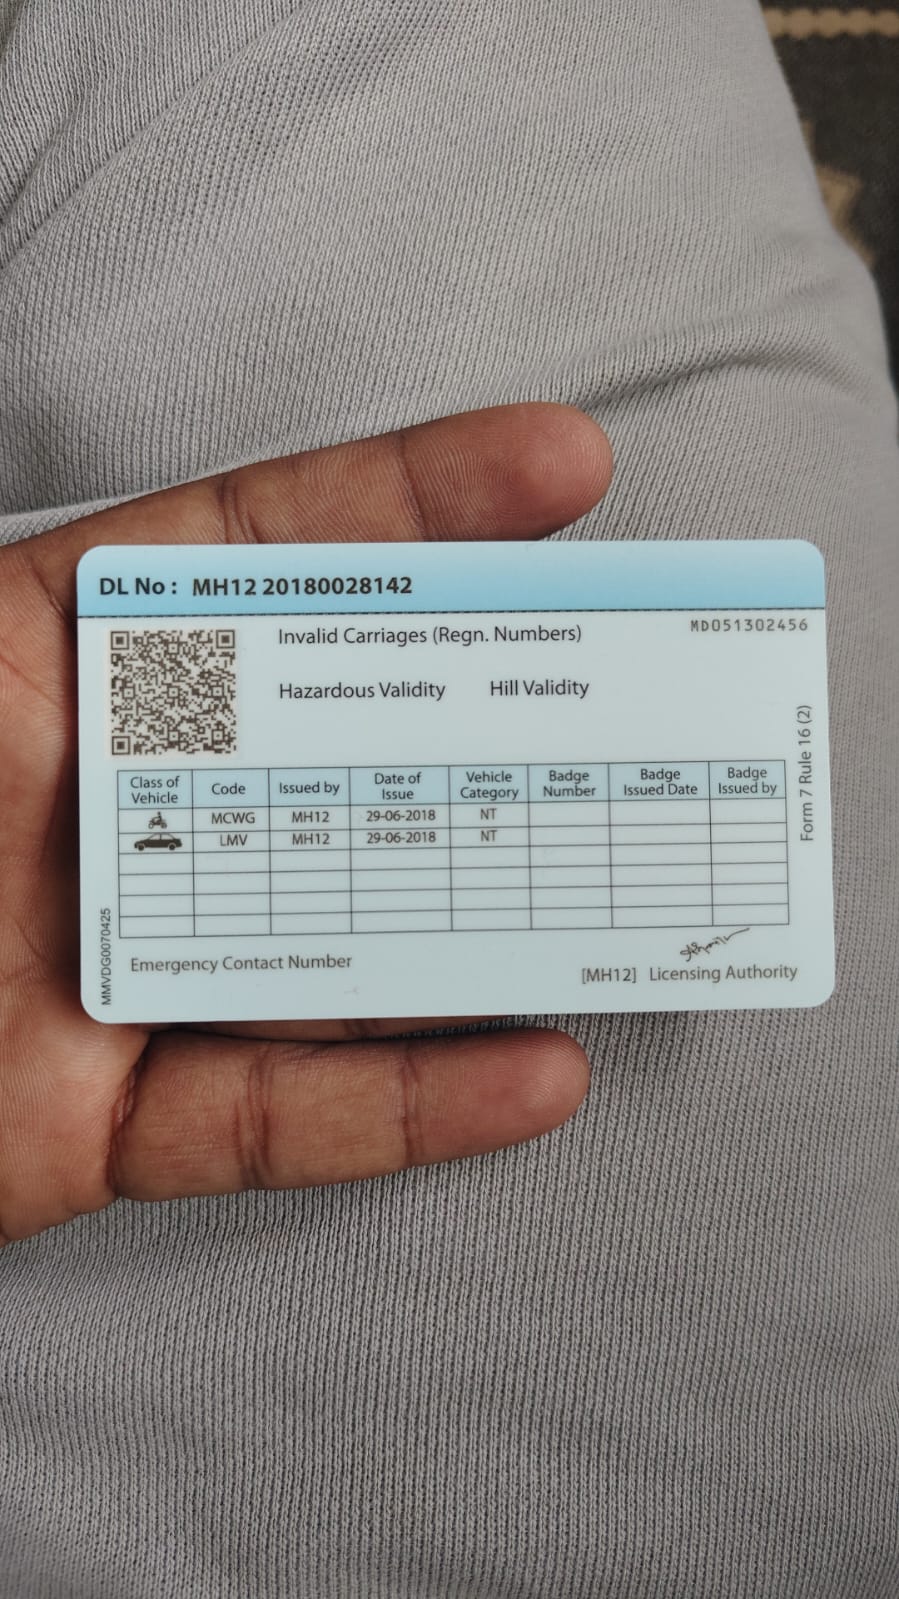 DL No : MH12 20180028142
MD051302456
Invalid Carriages (Regn. Numbers)
Hazardous Validity Hill Validity
Form 7 Rule 16 (2)
Class of Vehicle Code Issued by Date of Issue Vehicle Category Badge Number Badge Issued Date Badge Issued by
MCWG MH12 29-06-2018 NT
LMV MH12 29-06-2018 NT
MMVDG0070425
Emergency Contact Number
[MH12] Licensing Authority